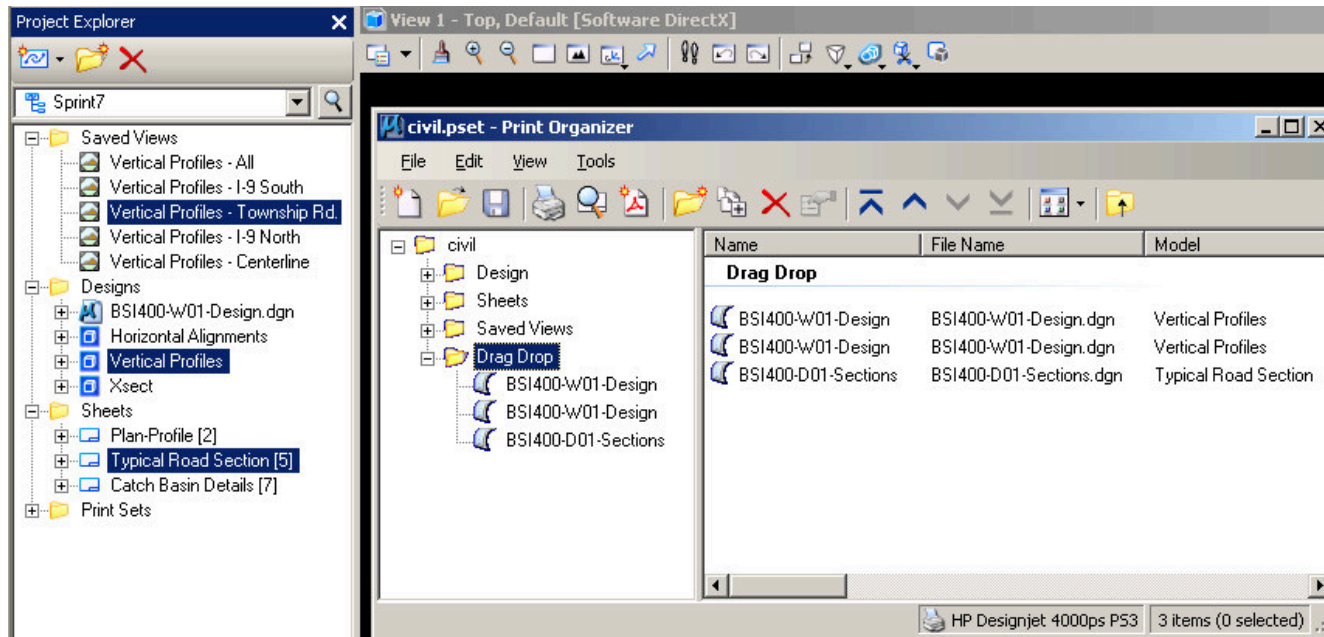 Project Explorer
Sprint7
Saved Views
Vertical Profiles - All
Vertical Profiles - I-9 South
Vertical Profiles - Township Rd.
Vertical Profiles - I-9 North
Vertical Profiles - Centerline
Designs
BSI400-W01-Design.dgn
Horizontal Alignments
Vertical Profiles
Xsect
Sheets
Plan-Profile [2]
Typical Road Section [5]
Catch Basin Details [7]
Print Sets
View 1 - Top, Default [Software DirectX]
civil.pset - Print Organizer
File Edit View Tools
civil
Design
Sheets
Saved Views
Drag Drop
BSI400-W01-Design
BSI400-W01-Design
BSI400-D01-Sections
Name File Name Model
Drag Drop
BSI400-W01-Design BSI400-W01-Design.dgn Vertical Profiles
BSI400-W01-Design BSI400-W01-Design.dgn Vertical Profiles
BSI400-D01-Sections BSI400-D01-Sections.dgn Typical Road Section
HP Designjet 4000ps PS3 3 items (0 selected)